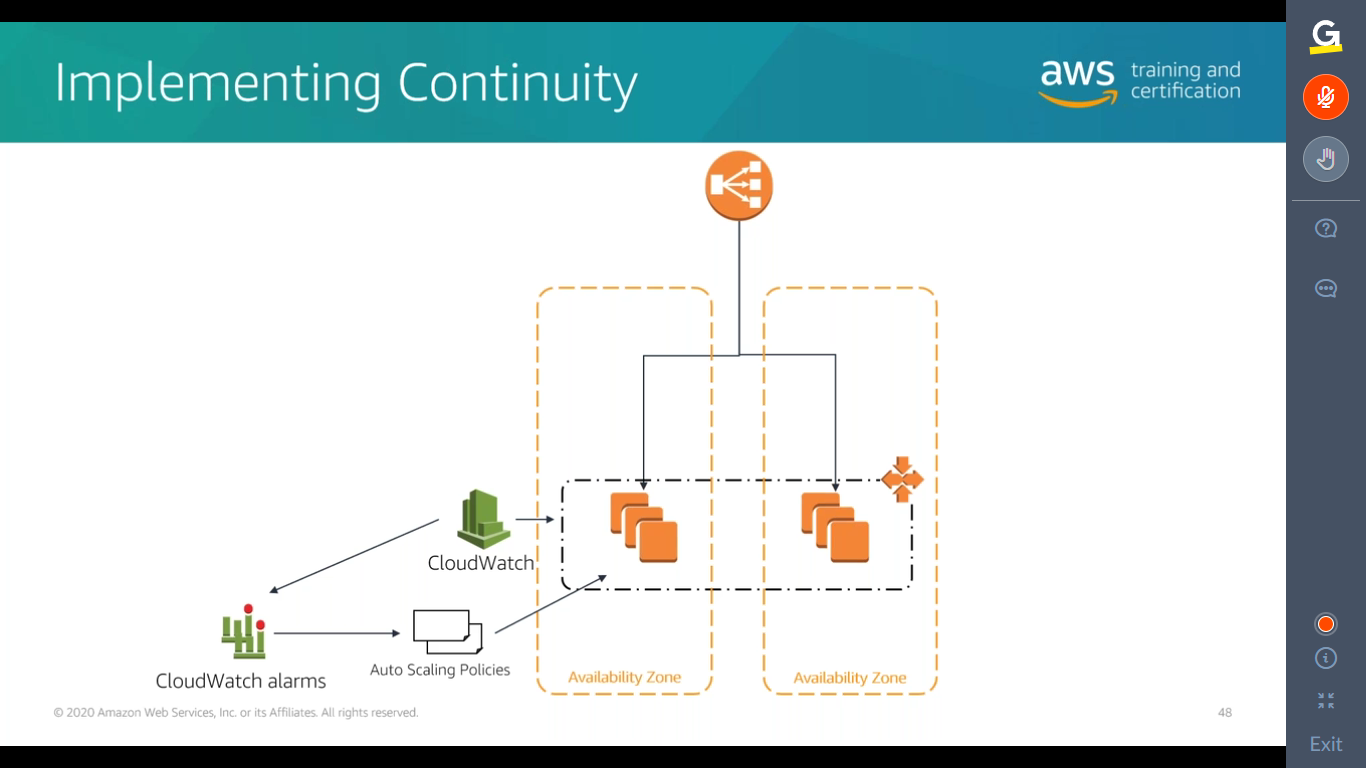 Implementing Continuity
aws
training and
certification
CloudWatch
CloudWatch alarms
Auto Scaling Policies
Availability Zone
Availability Zone
© 2020 Amazon Web Services, Inc. or its Affiliates. All rights reserved.
48
G
Exit